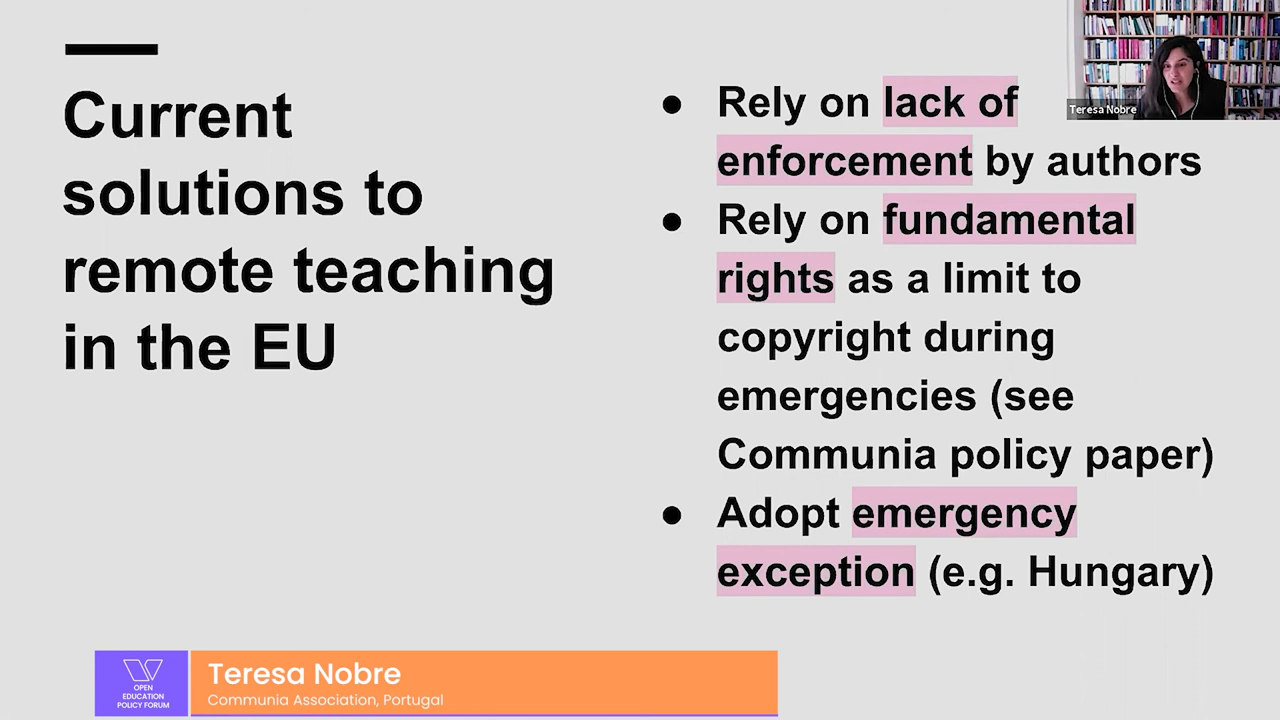 Current
solutions to
remote teaching
in the EU
● Rely on lack of
enforcement by authors
● Rely on fundamental
rights as a limit to
copyright during
emergencies (see
Communia policy paper)
● Adopt emergency
exception (e.g. Hungary)
Teresa Nobre
OPEN
EDUCATION
POLICY FORUM
Teresa Nobre
Communia Association, Portugal